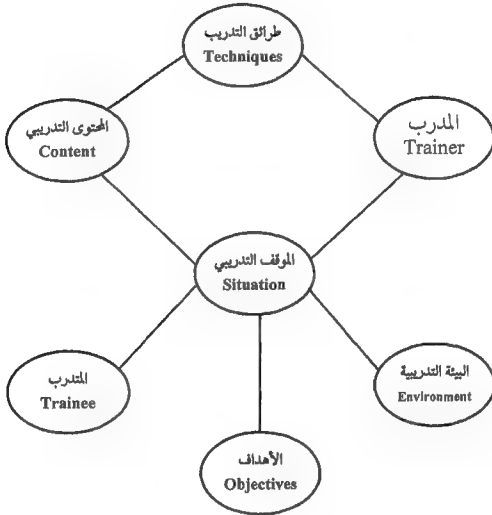 طرائق التدريب
Techniques
المحتوى التدريبي
Content
المدرب
Trainer
الموقف التدريبي
Situation
المتدرب
Trainee
البيئة التدريبية
Environment
الأهداف
Objectives